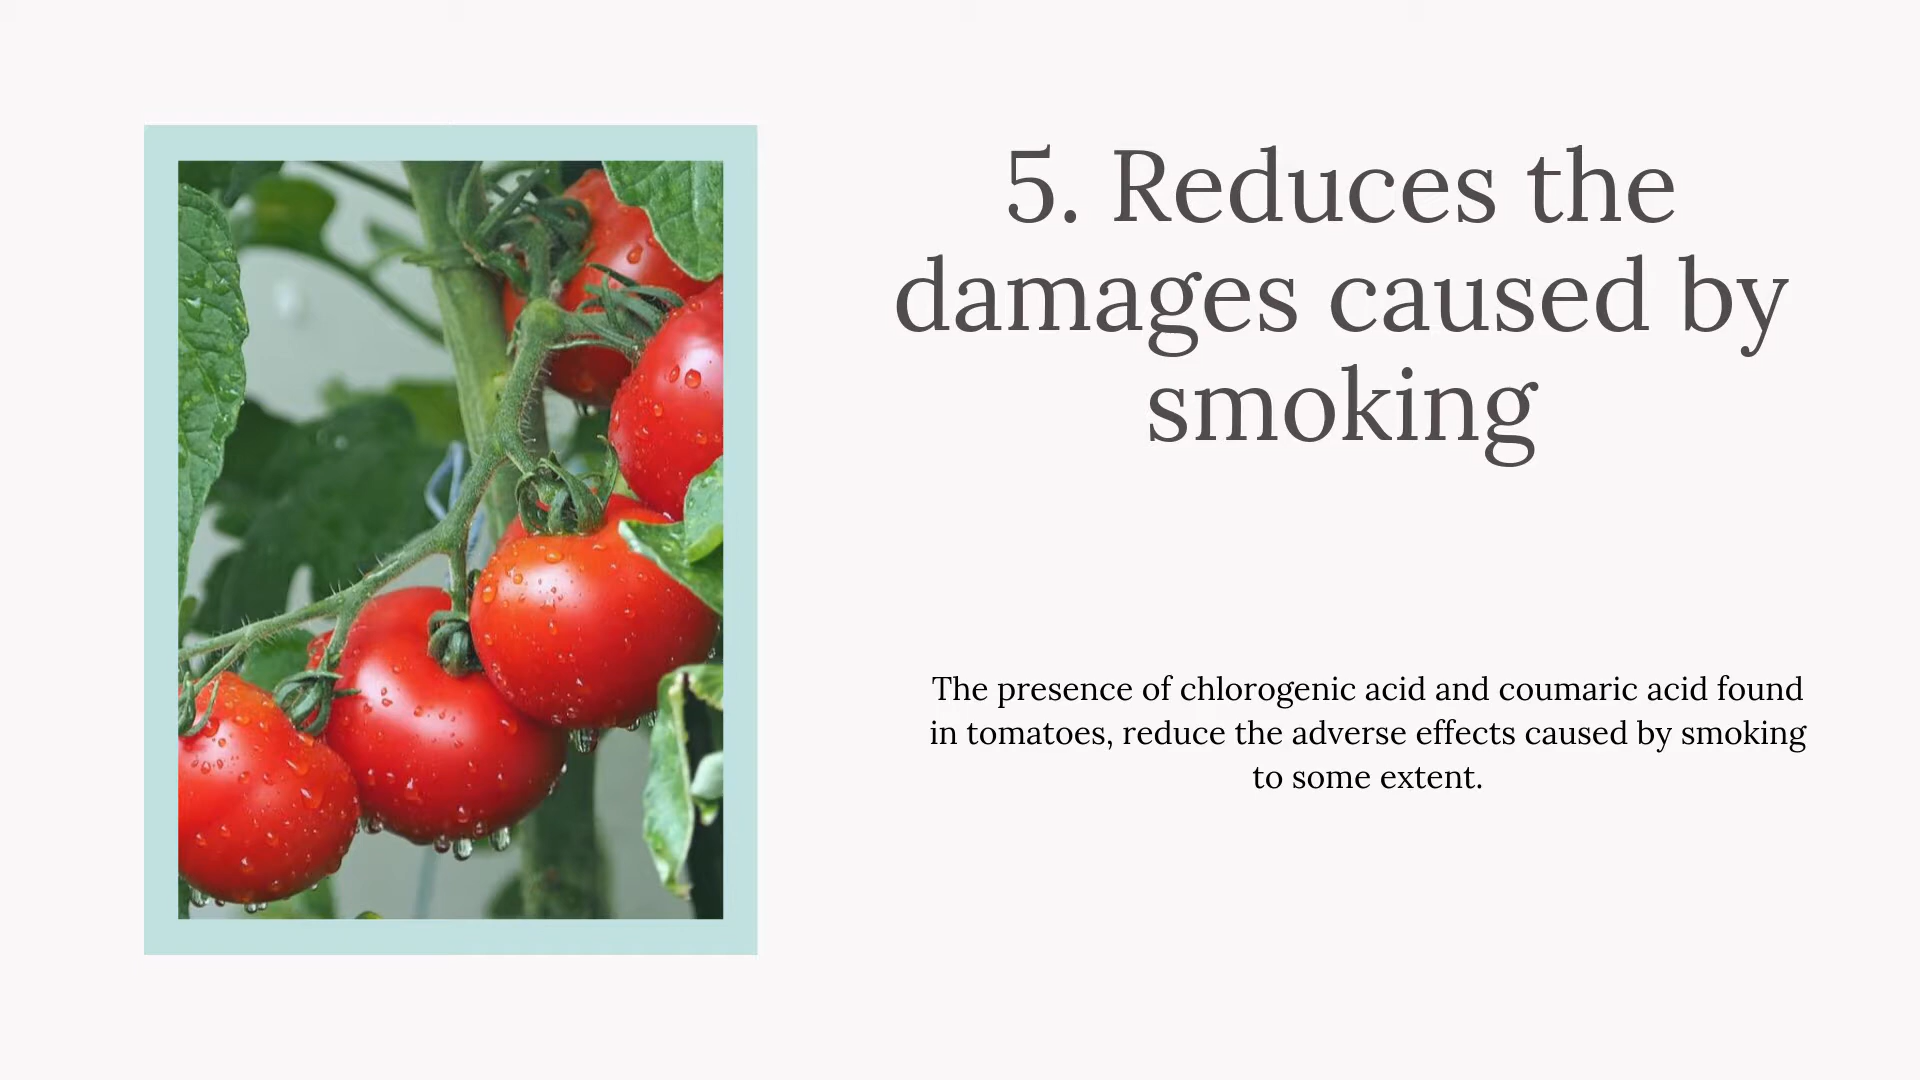 5. Reduces the
damages caused by
smoking
The presence of chlorogenic acid and coumaric acid found
in tomatoes, reduce the adverse effects caused by smoking
to some extent.